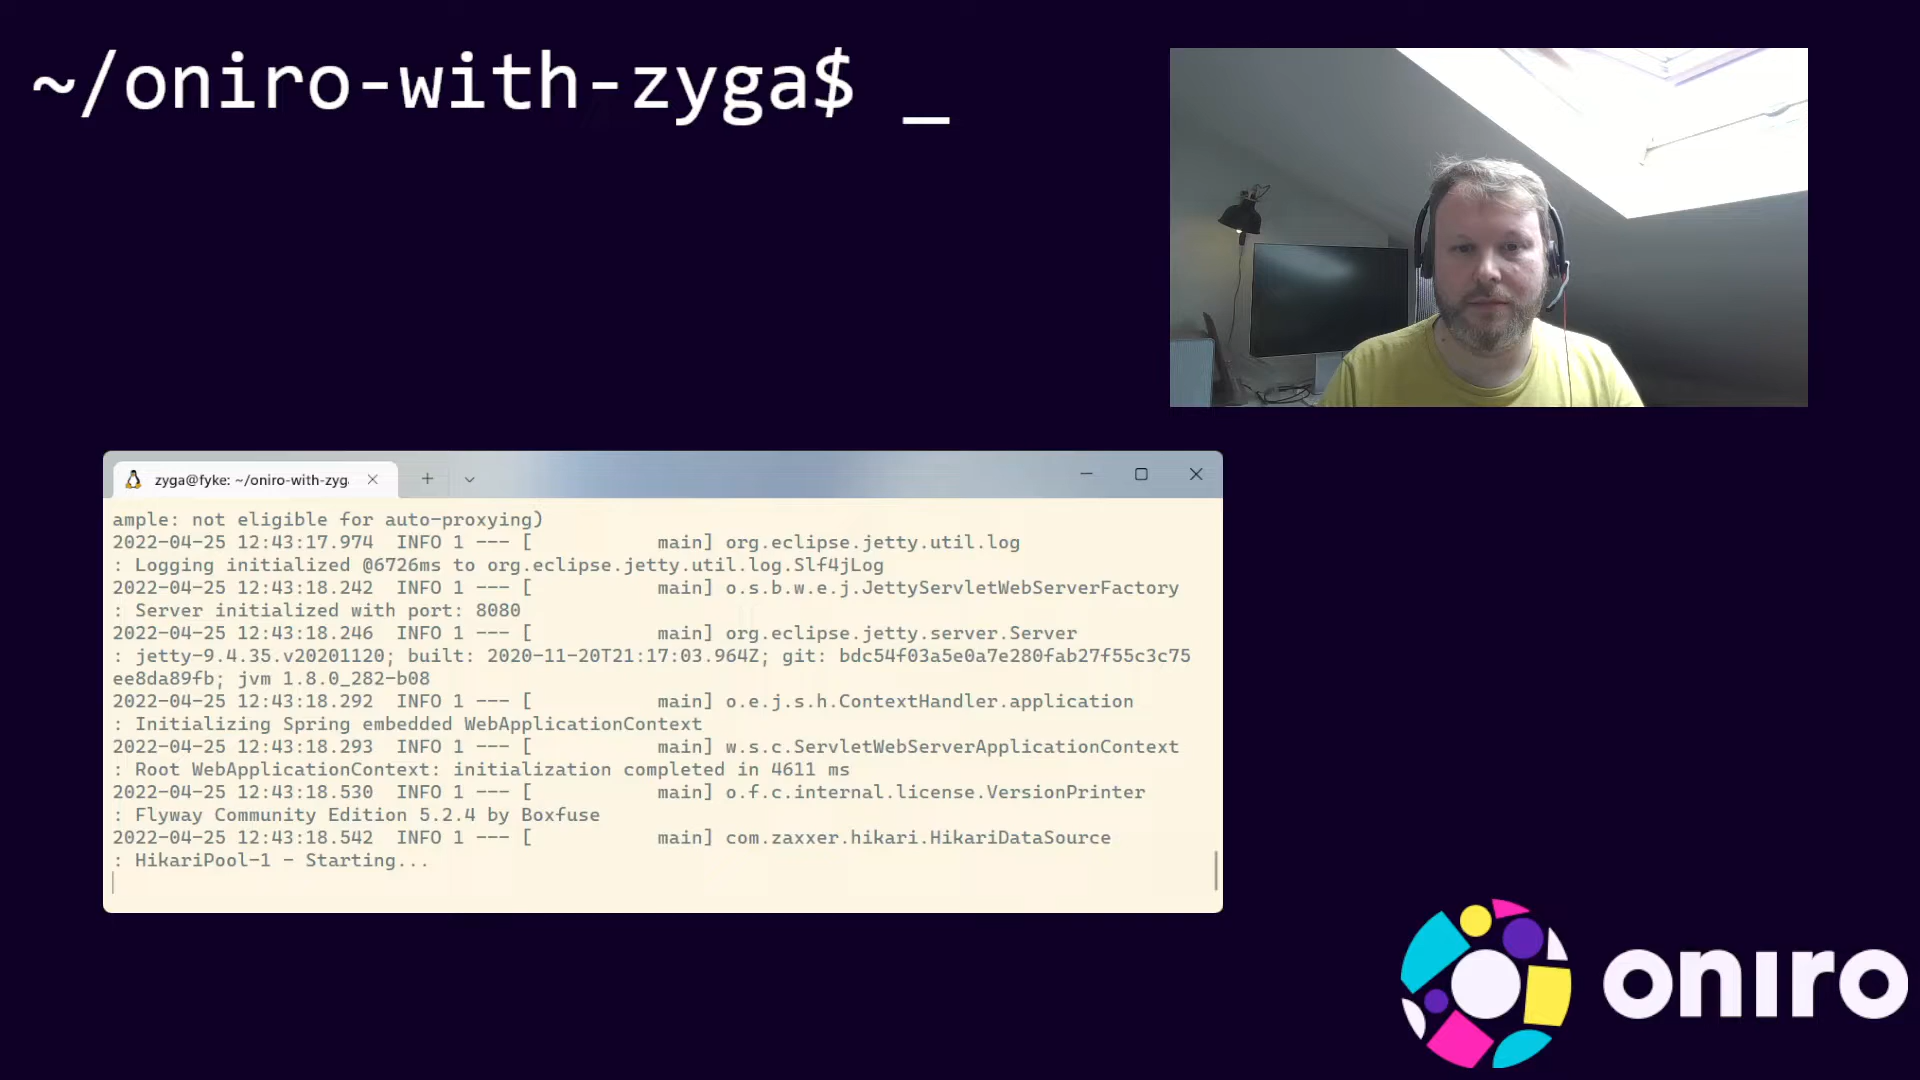 ~/oniro-with-zyga$ _
zyga@fyke: ~/oniro-with-zyg
ample: not eligible for auto-proxying)
2022-04-25 12:43:17.974  INFO 1 --- [           main] org.eclipse.jetty.util.log
: Logging initialized @6726ms to org.eclipse.jetty.util.log.Slf4jLog
2022-04-25 12:43:18.242  INFO 1 --- [           main] o.s.b.w.e.j.JettyServletWebServerFactory
: Server initialized with port: 8080
2022-04-25 12:43:18.246  INFO 1 --- [           main] org.eclipse.jetty.server.Server
: jetty-9.4.35.v20201120; built: 2020-11-20T21:17:03.964Z; git: bdc54f03a5e0a7e280fab27f55c3c75
ee8da89fb; jvm 1.8.0_282-b08
2022-04-25 12:43:18.292  INFO 1 --- [           main] o.e.j.s.h.ContextHandler.application
: Initializing Spring embedded WebApplicationContext
2022-04-25 12:43:18.293  INFO 1 --- [           main] w.s.c.ServletWebServerApplicationContext
: Root WebApplicationContext: initialization completed in 4611 ms
2022-04-25 12:43:18.530  INFO 1 --- [           main] o.f.c.internal.license.VersionPrinter
: Flyway Community Edition 5.2.4 by Boxfuse
2022-04-25 12:43:18.542  INFO 1 --- [           main] com.zaxxer.hikari.HikariDataSource
: HikariPool-1 - Starting...
oniro